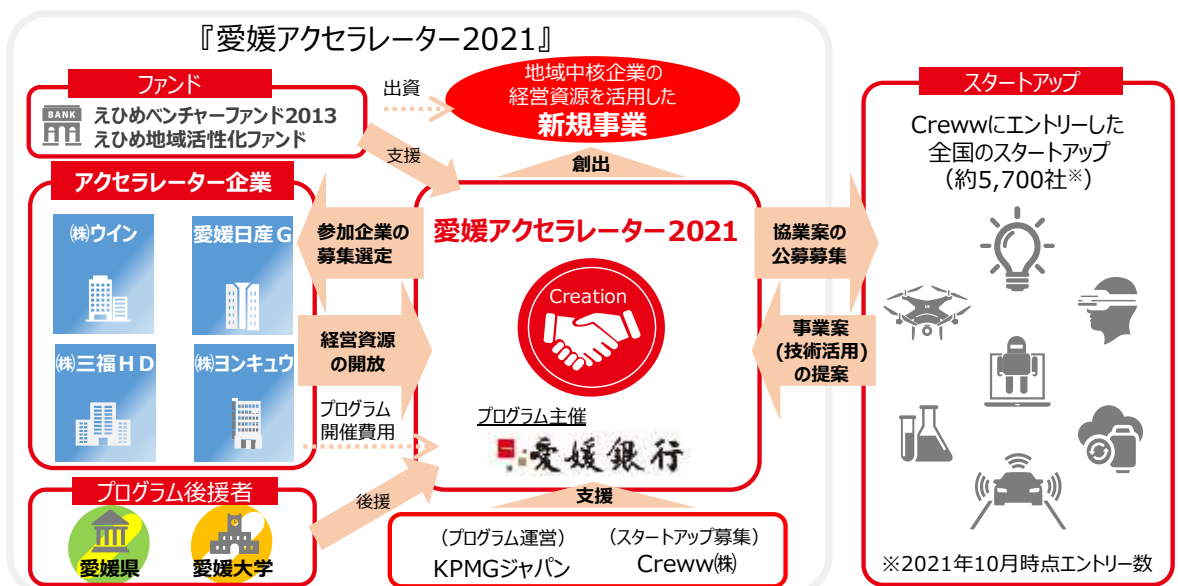 『愛媛アクセラレーター2021』
ファンド
BANK
えひめベンチャーファンド2013
えひめ地域活性化ファンド
出資
支援
地域中核企業の
経営資源を活用した
新規事業
創出
アクセラレーター企業
㈱ウイン
愛媛日産G
㈱三福HD
㈱ヨンキュウ
参加企業の
募集選定
経営資源
の開放
プログラム
開催費用
愛媛アクセラレーター2021
Creation
プログラム主催
愛媛銀行
協業案の
公募募集
事業案
(技術活用)
の提案
スタートアップ
Crewwにエントリーした
全国のスタートアップ
(約5,700社※)
※2021年10月時点エントリー数
プログラム後援者
愛媛県
愛媛大学
後援
支援
(プログラム運営)
KPMGジャパン
(スタートアップ募集)
Creww㈱